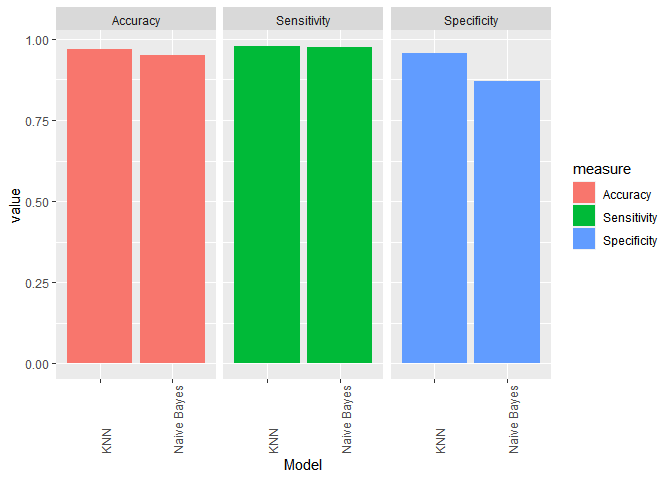 Accuracy
Sensitivity
Specificity
1.00
0.75
0.50
0.25
0.00
value
KNN
Naive Bayes
KNN
Naive Bayes
KNN
Naive Bayes
Model
measure
Accuracy
Sensitivity
Specificity